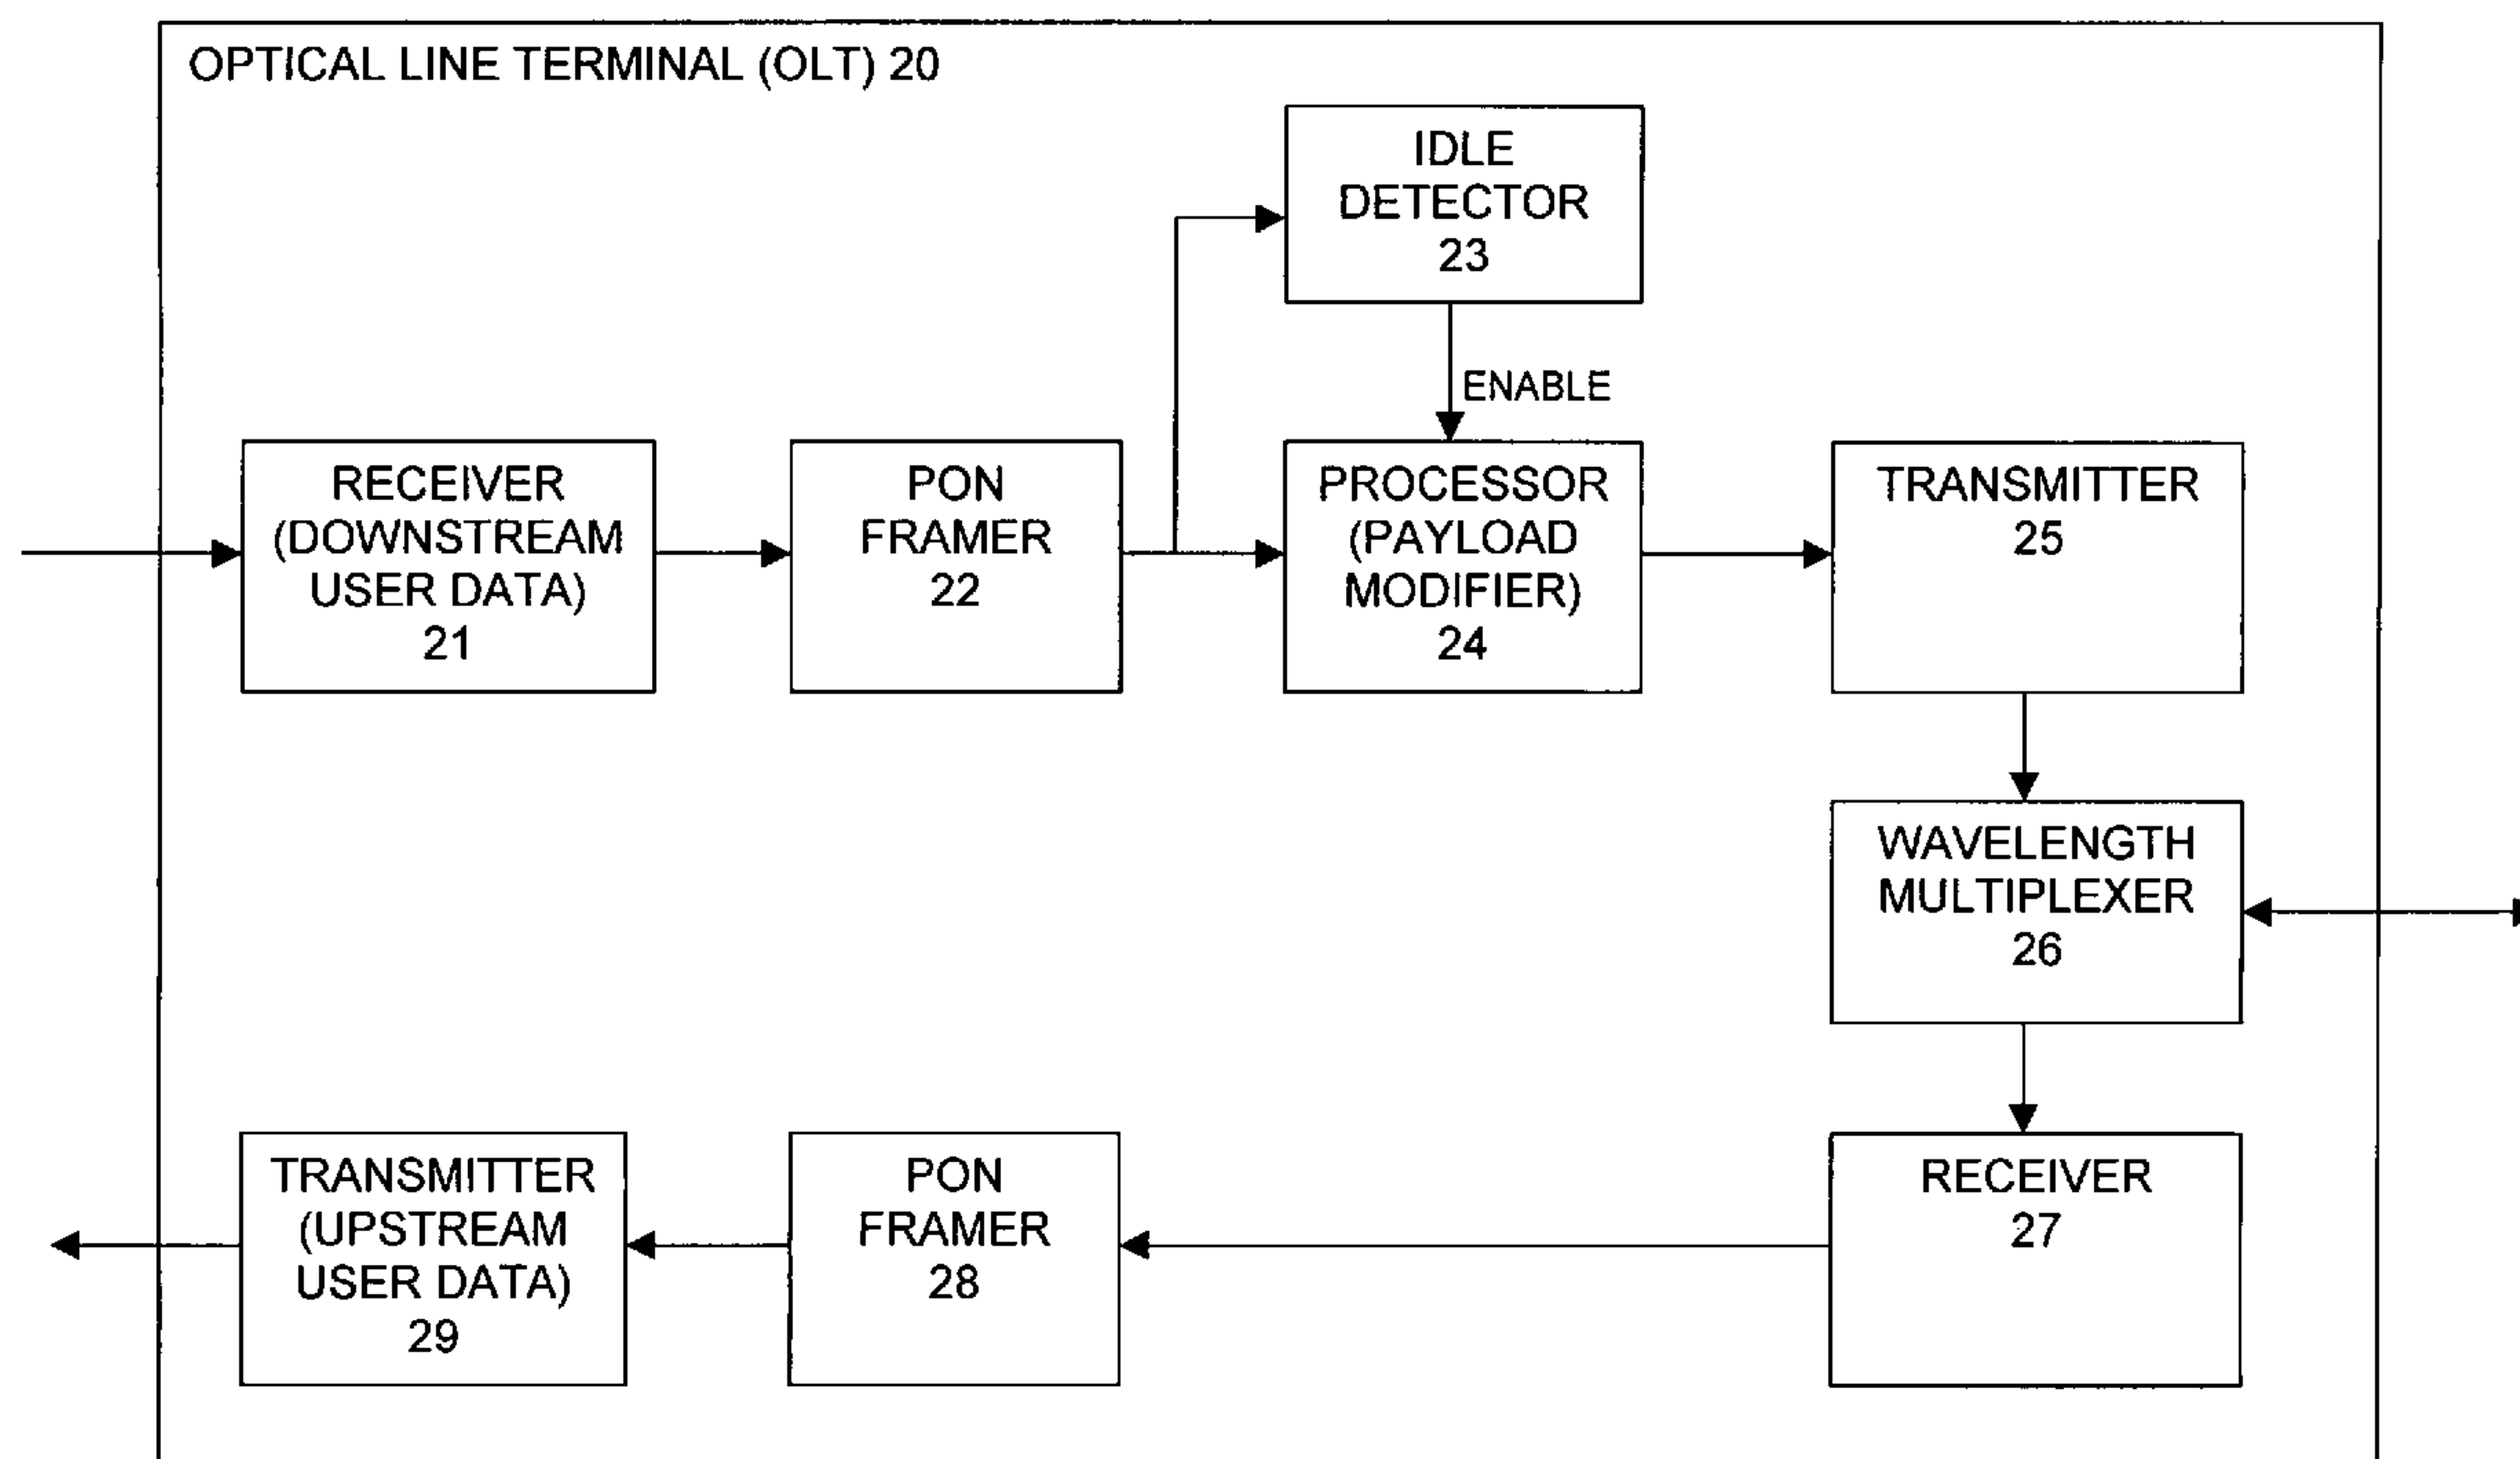 OPTICAL LINE TERMINAL (OLT) 20
IDLE
DETECTOR
23
ENABLE
RECEIVER
(DOWNSTREAM
USER DATA)
21
PON
FRAMER
22
PROCESSOR
(PAYLOAD
MODIFIER)
24
TRANSMITTER
25
WAVELENGTH
MULTIPLEXER
26
TRANSMITTER
(UPSTREAM
USER DATA)
29
PON
FRAMER
28
RECEIVER
27